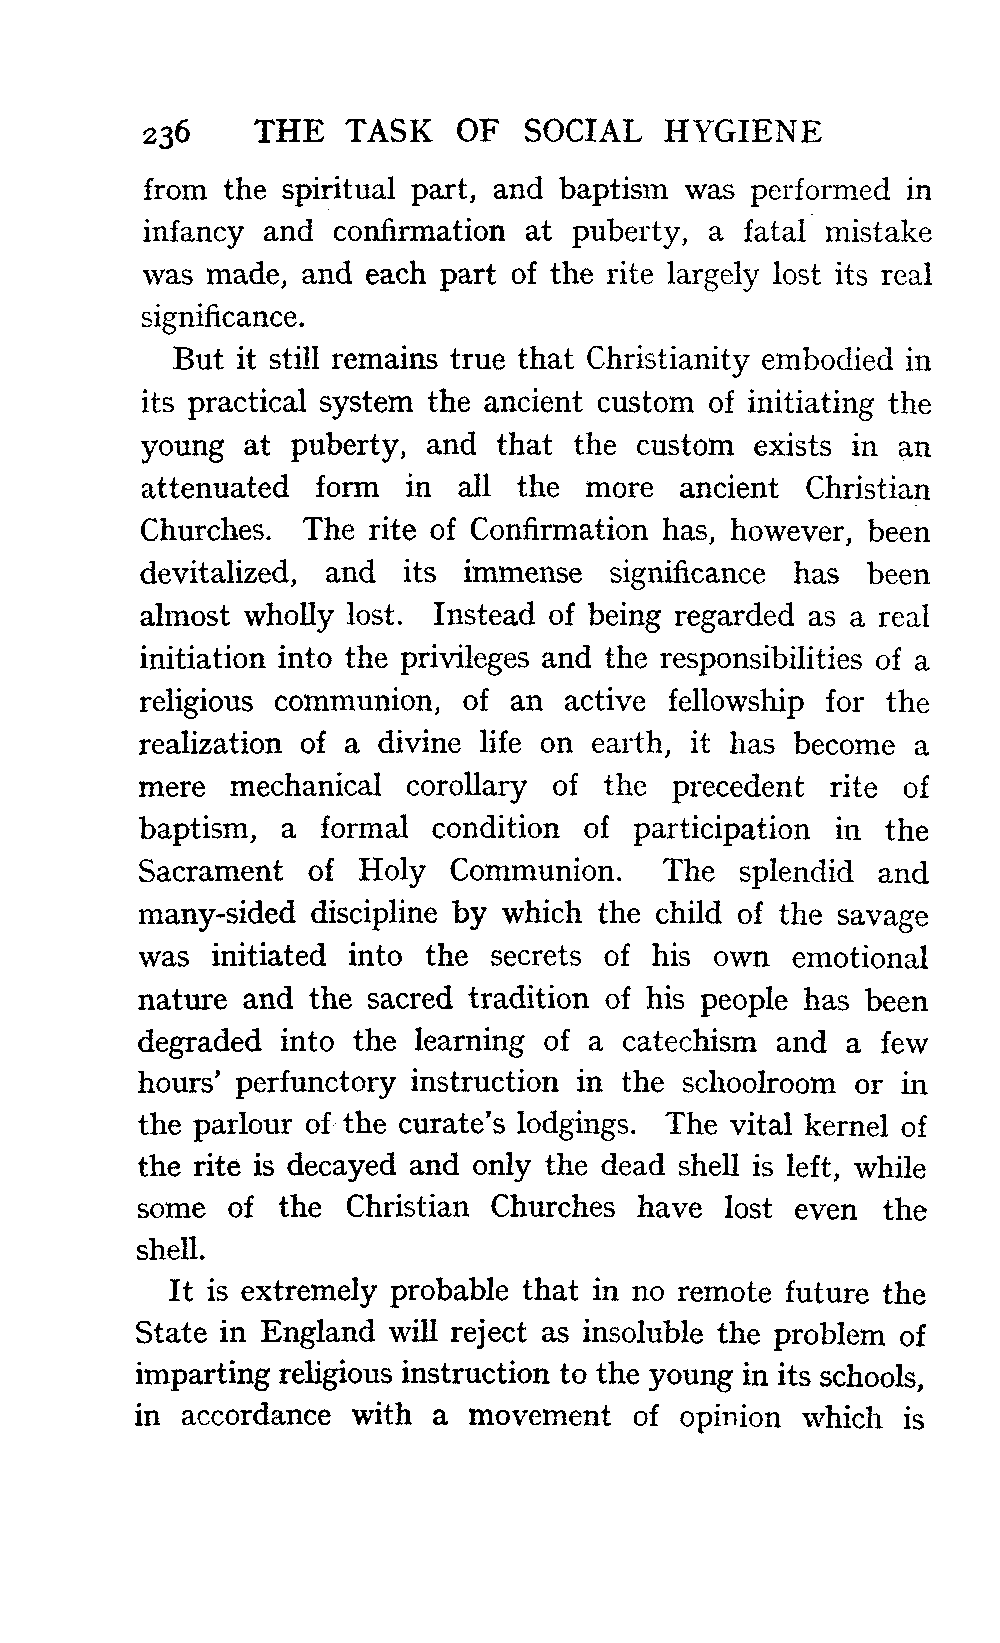 236 THE TASK OF SOCIAL HYGIENE
from the spiritual part, and baptism was performed in
infancy and confirmation at puberty, a fatal mistake
was made, and each part of the rite largely lost its real
significance.
But it still remains true that Christianity embodied in
its practical system the ancient custom of initiating the
young at puberty, and that the custom exists in an
attenuated form in all the more ancient Christian
Churches. The rite of Confirmation has, however, been
devitalized, and its immense significance has been
almost wholly lost. Instead of being regarded as a real
initiation into the privileges and the responsibilities of a
religious communion, of an active fellowship for the
realization of a divine life on earth, it has become a
mere mechanical corollary of the precedent rite of
baptism, a formal condition of participation in the
Sacrament of Holy Communion. The splendid and
many-sided discipline by which the child of the savage
was initiated into the secrets of his own emotional
nature and the sacred tradition of his people has been
degraded into the learning of a catechism and a few
hours' perfunctory instruction in the schoolroom or in
the parlour of the curate's lodgings. The vital kernel of
the rite is decayed and only the dead shell is left, while
some of the Christian Churches have lost even the
shell.
It is extremely probable that in no remote future the
State in England will reject as insoluble the problem of
imparting religious instruction to the young in its schools,
in accordance with a movement of opinion which is